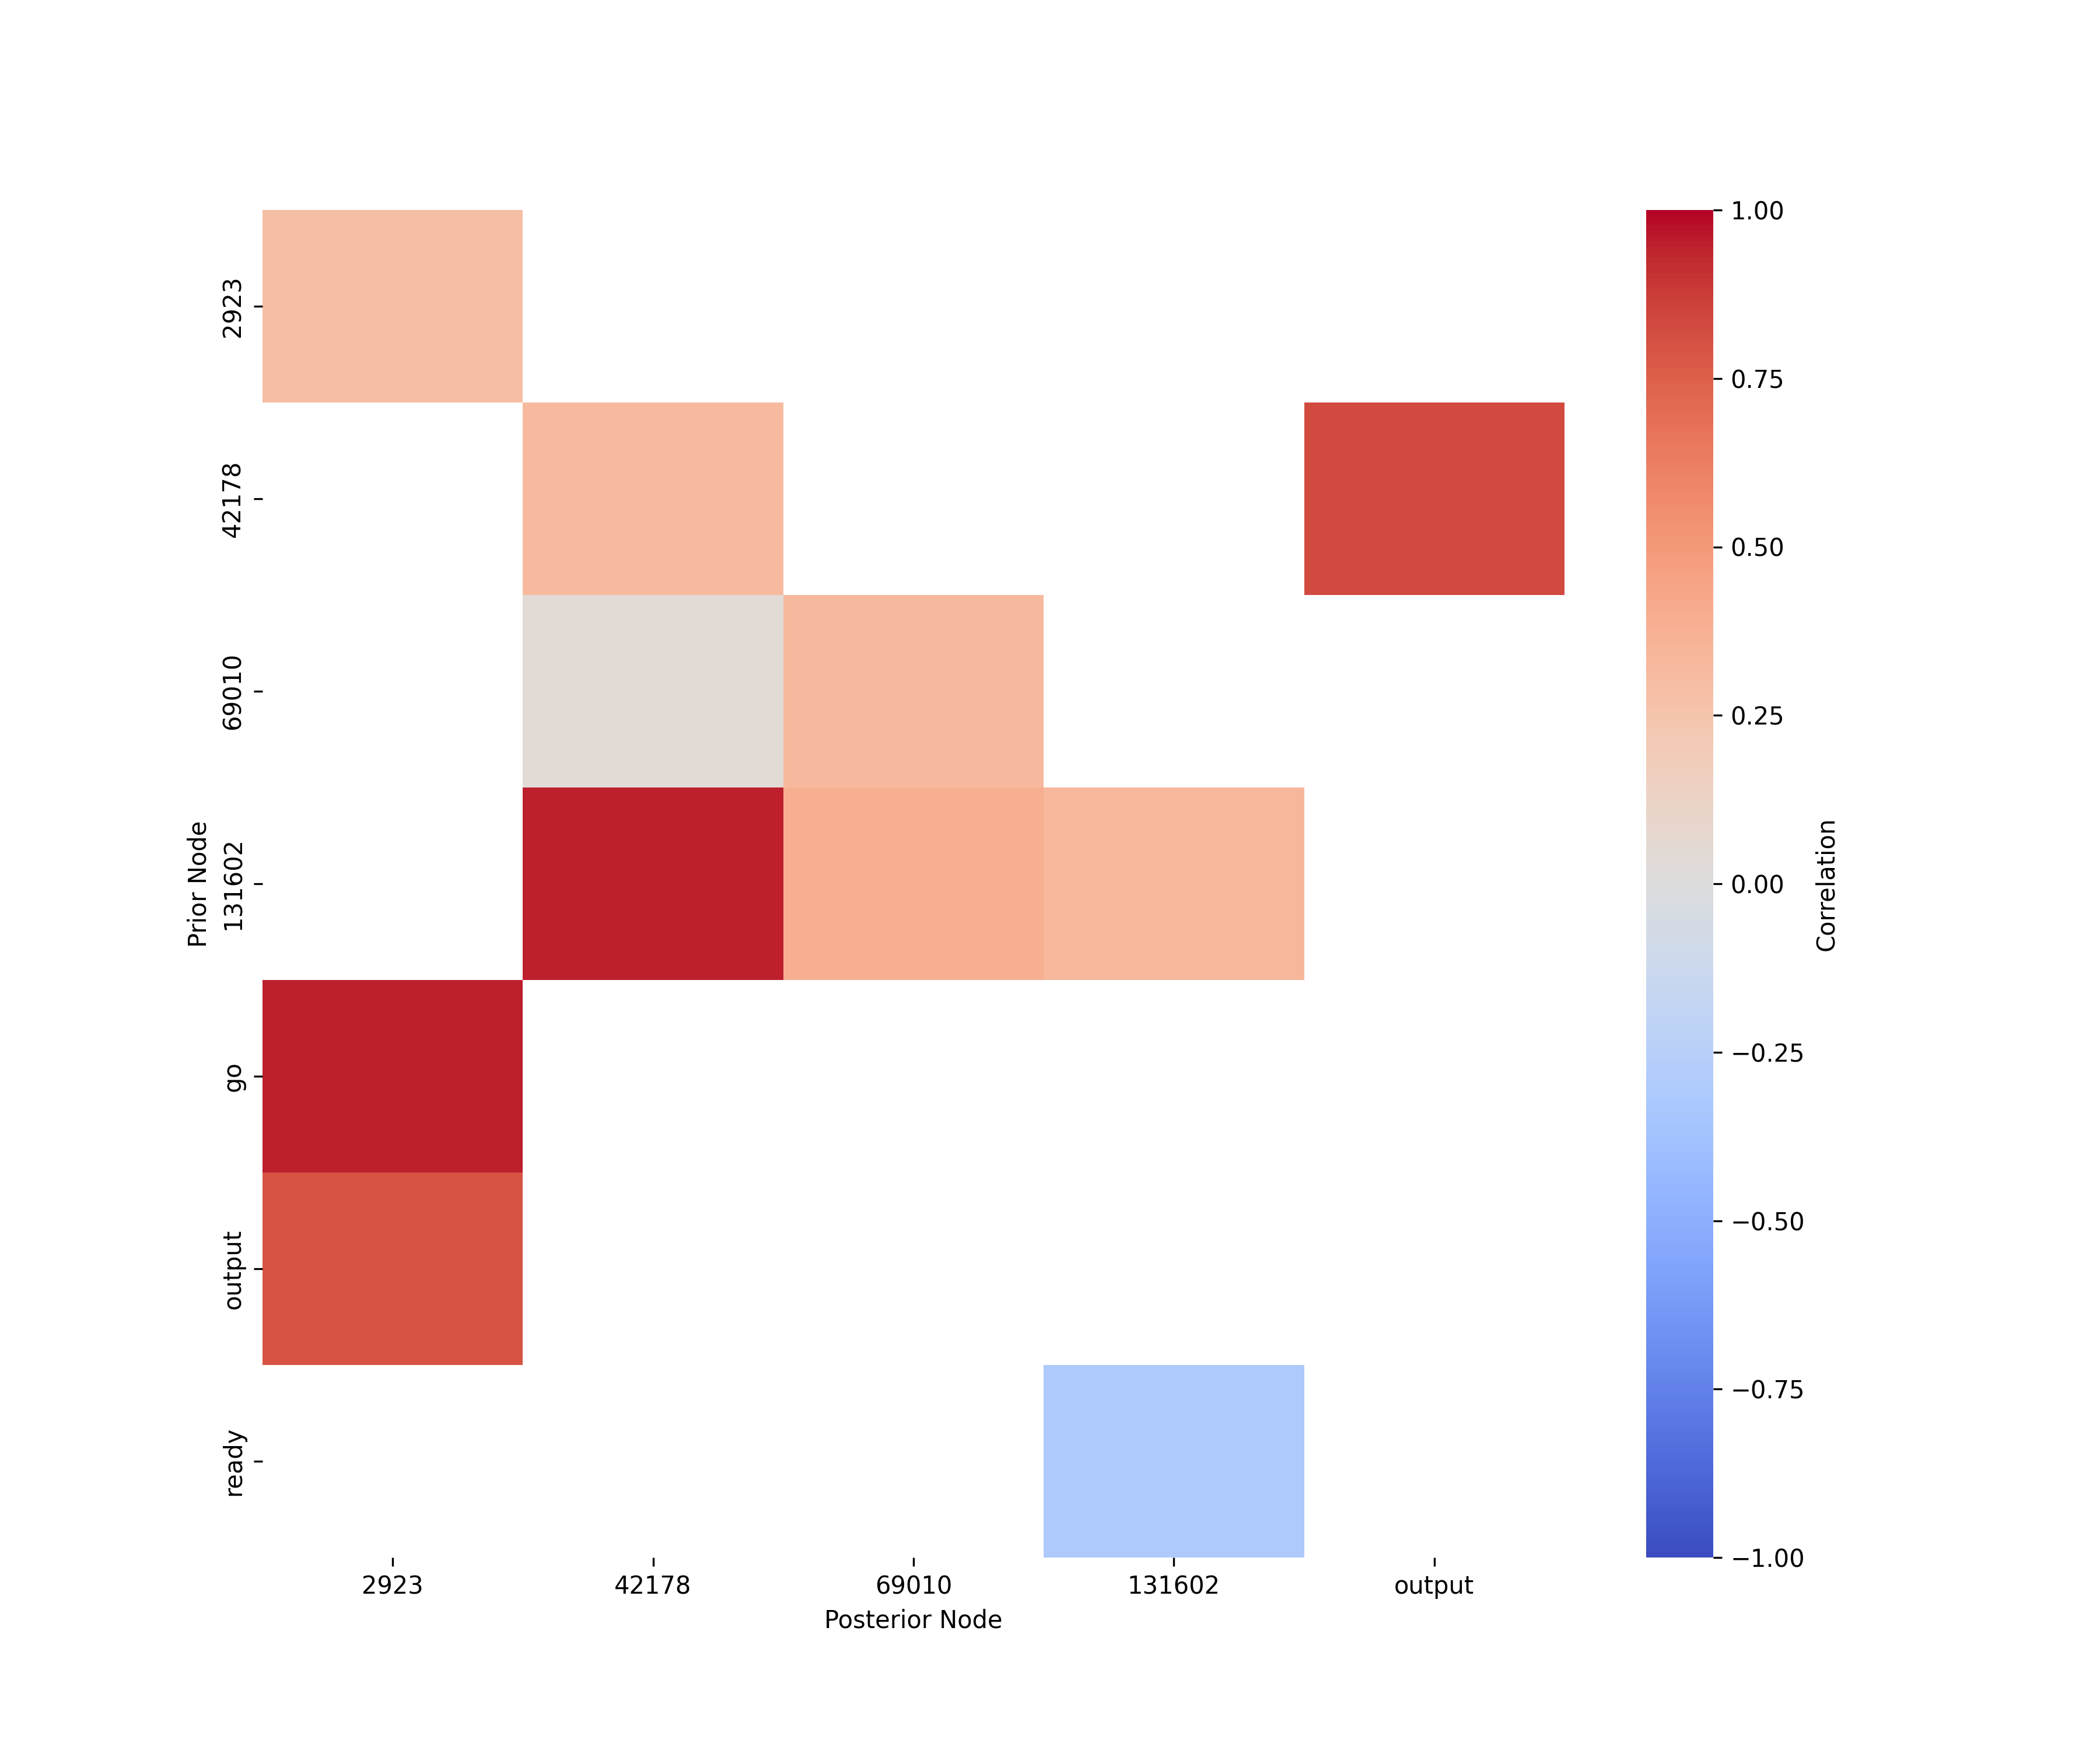 Prior Node
2923
42178
69010
131602
go
output
ready
2923
42178
69010
131602
output
Posterior Node
1.00
0.75
0.50
0.25
0.00
−0.25
−0.50
−0.75
−1.00
Correlation